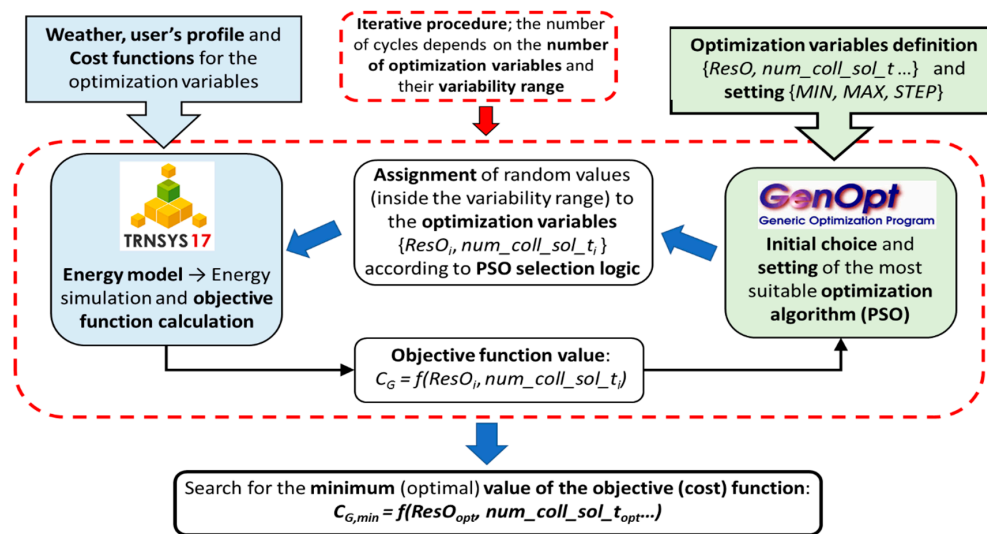 Weather, user's profile and
Cost functions for the
optimization variables
Iterative procedure; the number
of cycles depends on the number
of optimization variables and
their variability range
Optimization variables definition
{ResO, num_coll_sol_t ...} and
setting {MIN, MAX, STEP}
TRNSYS 17
Energy model → Energy
simulation and objective
function calculation
Assignment of random values
(inside the variability range) to
the optimization variables
{ResOi, num_coll_sol_ti }
according to PSO selection logic
GenOpt
Generic Optimization Program
Initial choice and
setting of the most
suitable optimization
algorithm (PSO)
Objective function value:
CG = f(ResOi, num_coll_sol_ti)
Search for the minimum (optimal) value of the objective (cost) function:
CG,min = f(ResOopt, num_coll_sol_topt...)